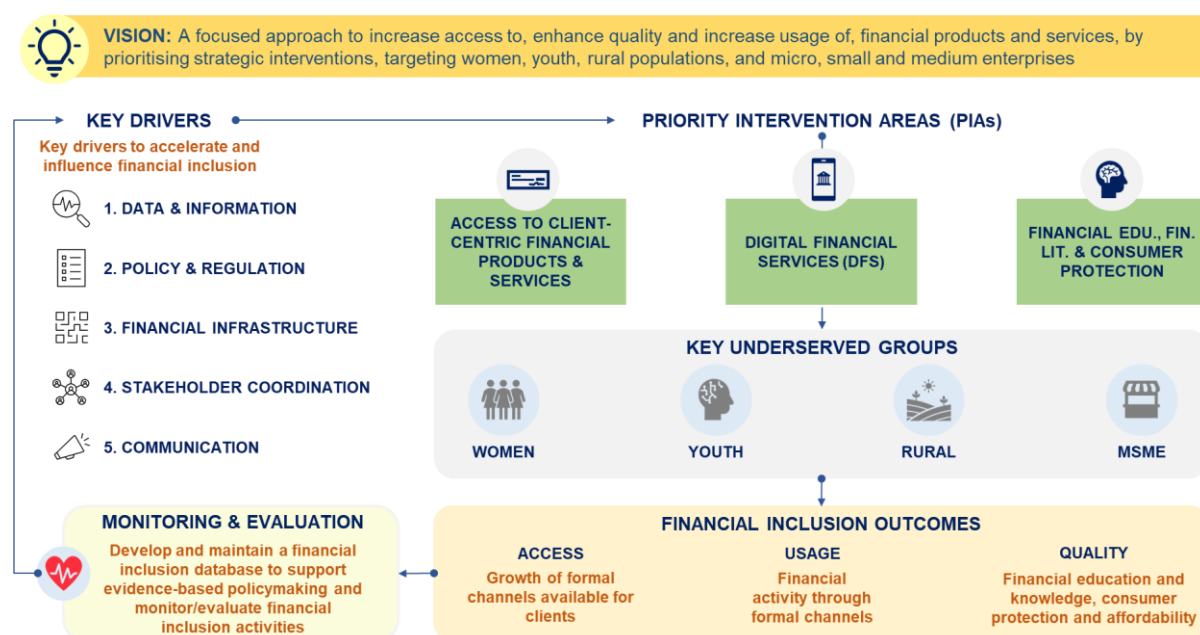 VISION: A focused approach to increase access to, enhance quality and increase usage of, financial products and services, by
prioritising strategic interventions, targeting women, youth, rural populations, and micro, small and medium enterprises
KEY DRIVERS
Key drivers to accelerate and
influence financial inclusion
1. DATA & INFORMATION
2. POLICY & REGULATION
3. FINANCIAL INFRASTRUCTURE
4. STAKEHOLDER COORDINATION
5. COMMUNICATION
PRIORITY INTERVENTION AREAS (PIAs)
ACCESS TO CLIENT-
CENTRIC FINANCIAL
PRODUCTS &
SERVICES
DIGITAL FINANCIAL
SERVICES (DFS)
FINANCIAL EDU., FIN.
LIT. & CONSUMER
PROTECTION
KEY UNDERSERVED GROUPS
WOMEN
YOUTH
RURAL
MSME
FINANCIAL INCLUSION OUTCOMES
ACCESS
Growth of formal
channels available for
clients
USAGE
Financial
activity through
formal channels
QUALITY
Financial education and
knowledge, consumer
protection and affordability
MONITORING & EVALUATION
Develop and maintain a financial
inclusion database to support
evidence-based policymaking and
monitor/evaluate financial
inclusion activities